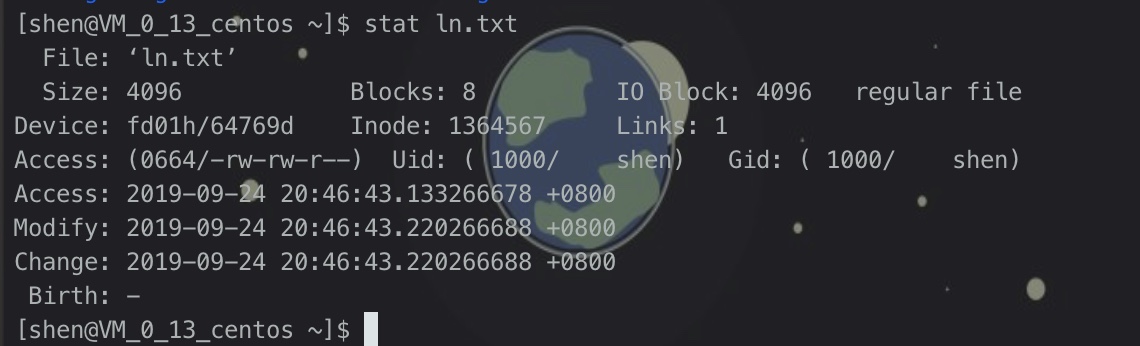 [shen@VM_0_13_centos ~]$ stat ln.txt
  File: ‘ln.txt’
  Size: 4096            Blocks: 8          IO Block: 4096   regular file
Device: fd01h/64769d    Inode: 1364567     Links: 1
Access: (0664/-rw-rw-r--)  Uid: ( 1000/    shen)   Gid: ( 1000/    shen)
Access: 2019-09-24 20:46:43.133266678 +0800
Modify: 2019-09-24 20:46:43.220266688 +0800
Change: 2019-09-24 20:46:43.220266688 +0800
 Birth: -
[shen@VM_0_13_centos ~]$